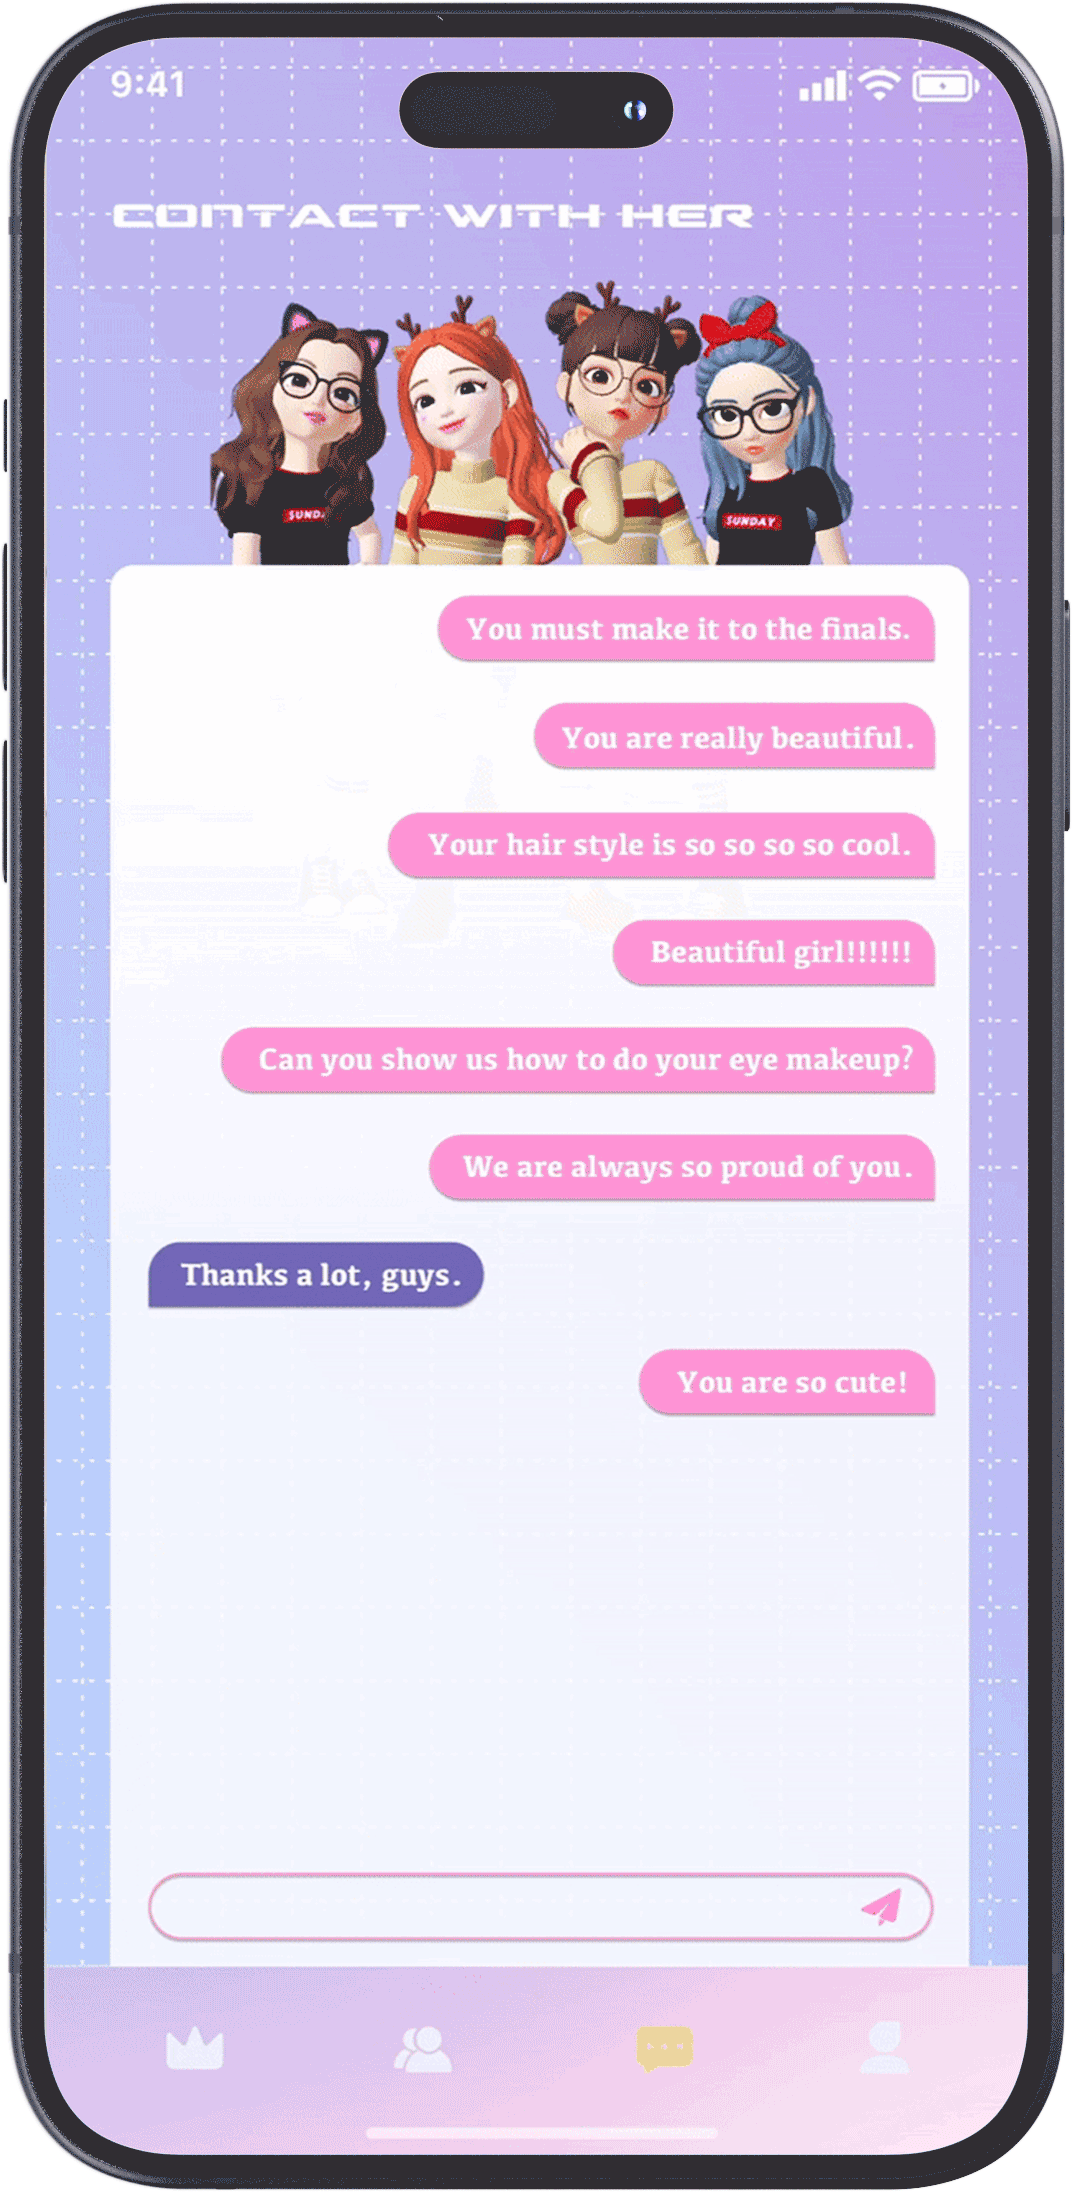 9:41
CONTACT WITH HER
SUND
SUNDAY
You must make it to the finals.
You are really beautiful.
Your hair style is so so so so cool.
Beautiful girl!!!!!!!
Can you show us how to do your eye makeup?
We are always so proud of you.
Thanks a lot, guys.
You are so cute!